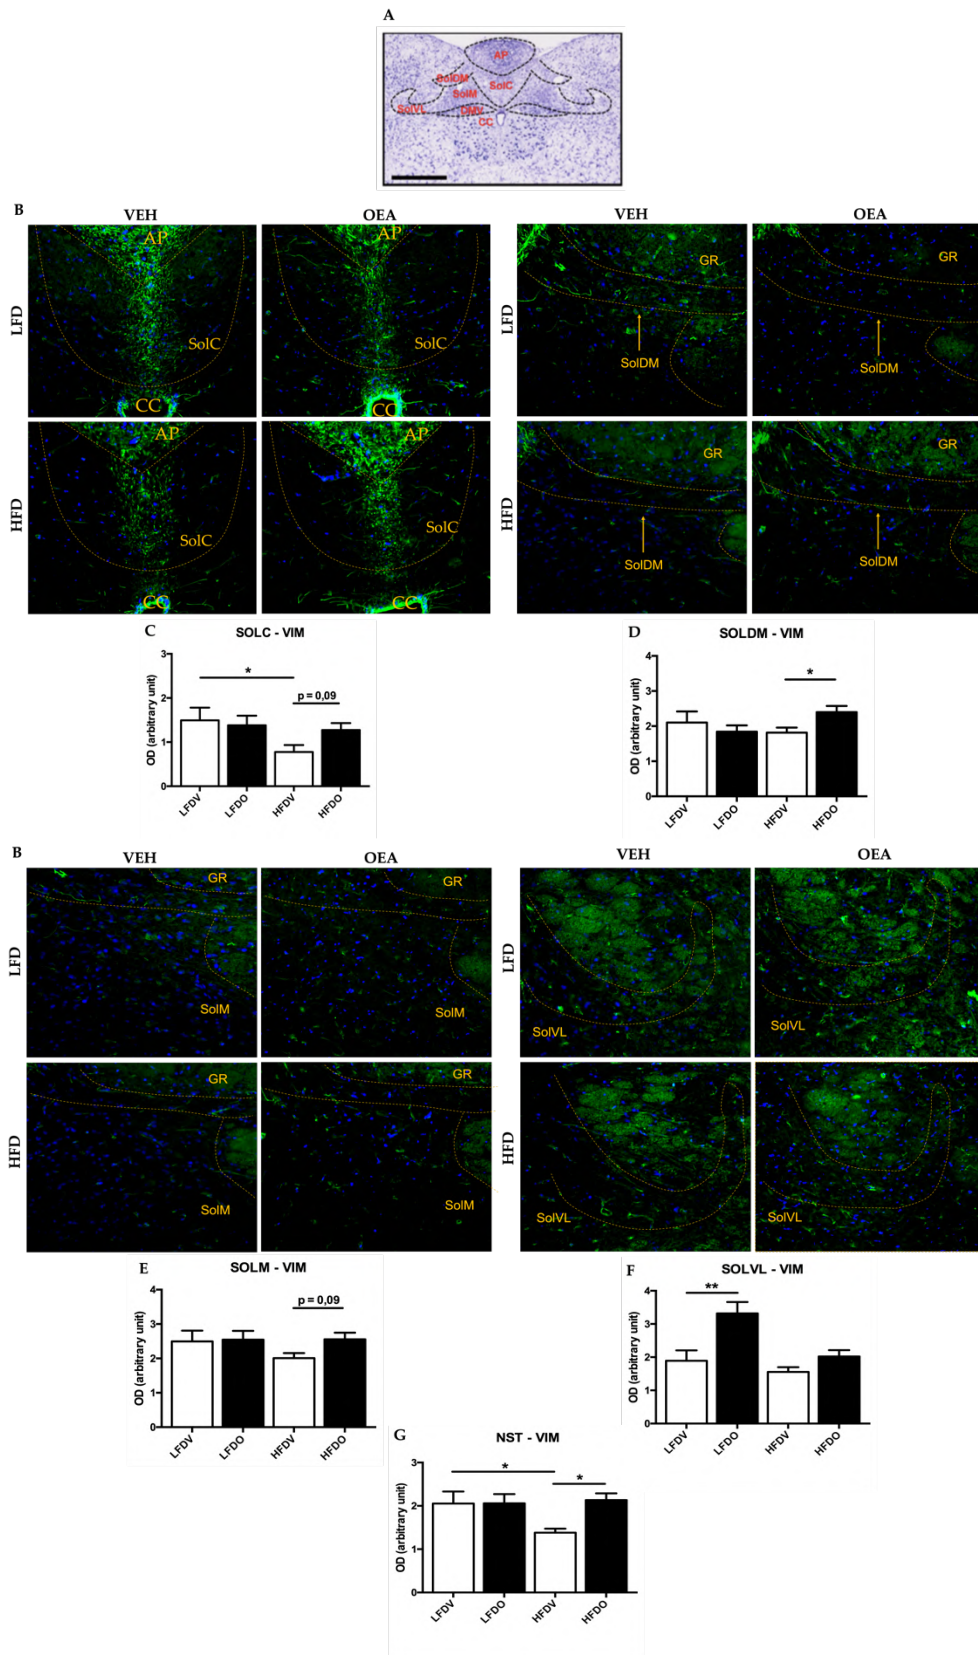 A
AP
SolDM
SolC
SolM
SolVL
DMV
CC
B
VEH
OEA
VEH
OEA
LFD
AP
SolC
CC
AP
SolC
CC
LFD
GR
SolDM
GR
SolDM
HFD
AP
SolC
CC
AP
SolC
CC
HFD
GR
SolDM
GR
SolDM
C
SOLC - VIM
OD (arbitrary unit)
3
2
1
0
*
p = 0,09
LFDV
LFDO
HFDV
HFDO
D
SOLDM - VIM
OD (arbitrary unit)
4
3
2
1
0
*
LFDV
LFDO
HFDV
HFDO
B
VEH
OEA
VEH
OEA
LFD
GR
SolM
GR
SolM
LFD
SolVL
SolVL
HFD
GR
SolM
GR
SolM
HFD
SolVL
SolVL
E
SOLM - VIM
OD (arbitrary unit)
4
3
2
1
0
p = 0,09
LFDV
LFDO
HFDV
HFDO
F
SOLVL - VIM
OD (arbitrary unit)
4
3
2
1
0
**
LFDV
LFDO
HFDV
HFDO
G
NST - VIM
OD (arbitrary unit)
3
2
1
0
*
*
LFDV
LFDO
HFDV
HFDO